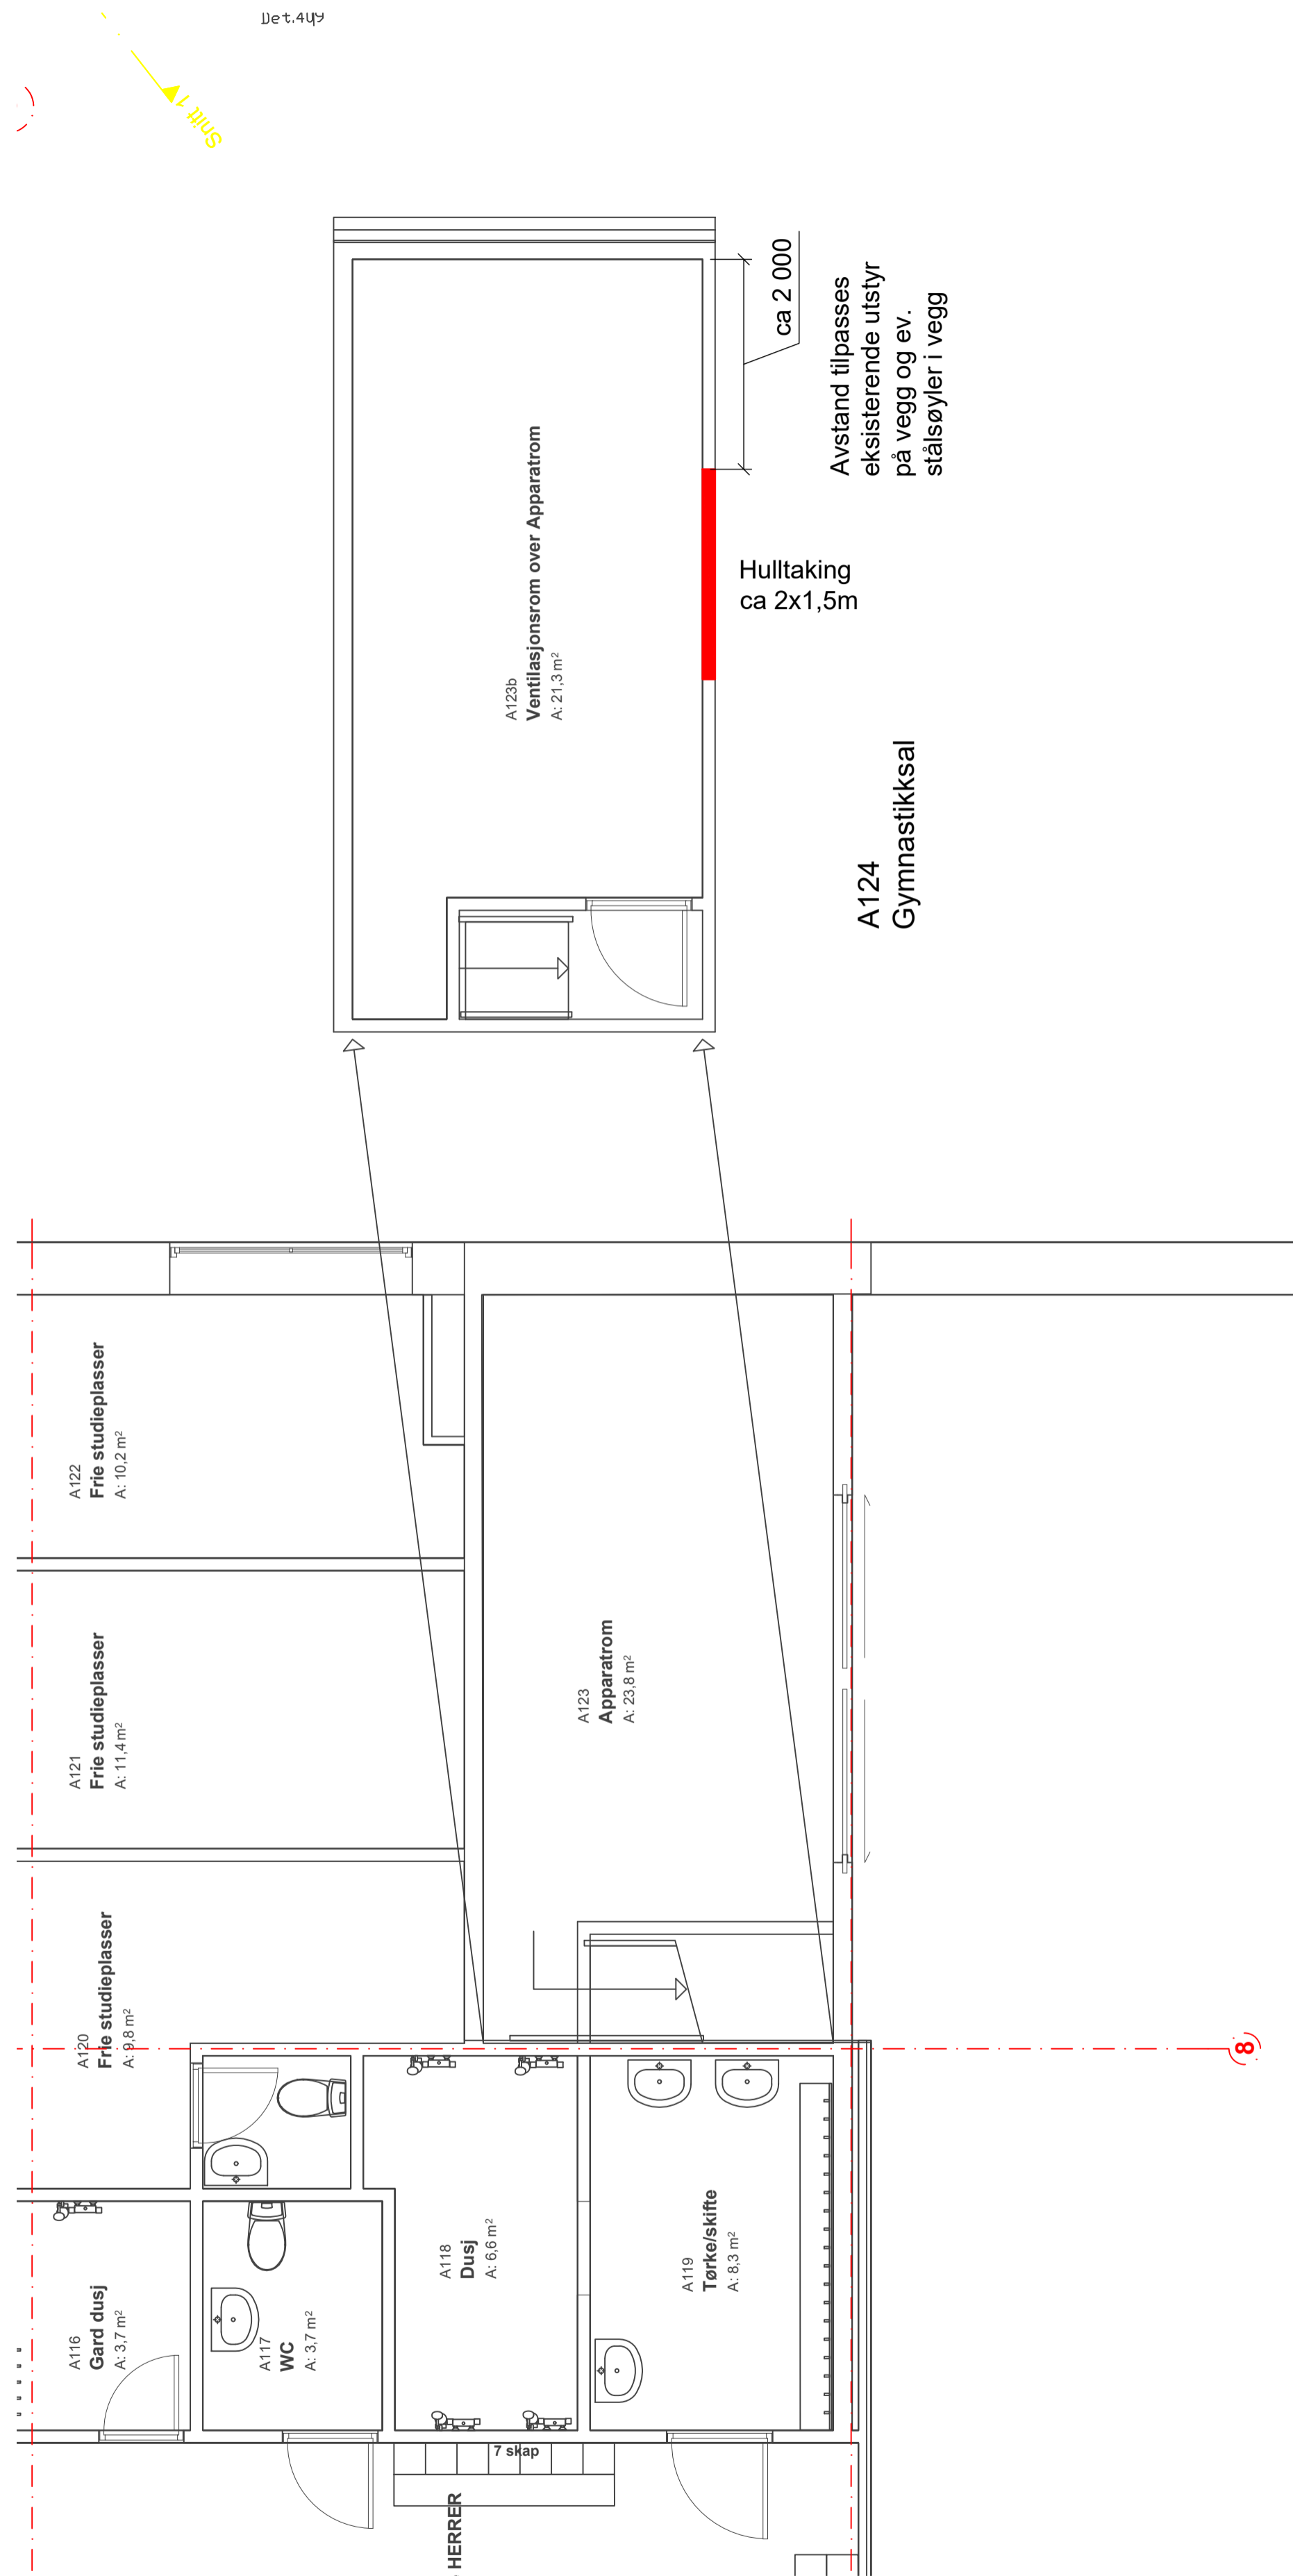 Snitt 1
ca 2 000
Avstand tilpasses
eksisterende utstyr
på vegg og ev.
stålsøyler i vegg
A123b
Ventilasjonsrom over Apparatrom
A: 21,3 m²
Hulltaking
ca 2x1,5m
A124
Gymnastikksal
A122
Frie studieplasser
A: 10,2 m²
A121
Frie studieplasser
A: 11,4 m²
A123
Apparatrom
A: 23,8 m²
A120
Frie studieplasser
A: 9,8 m²
8
A118
Dusj
A: 6,6 m²
A119
Tørke/skifte
A: 8,3 m²
A116
Gard dusj
A: 3,7 m²
A117
WC
A: 3,7 m²
7 skap
HERRER